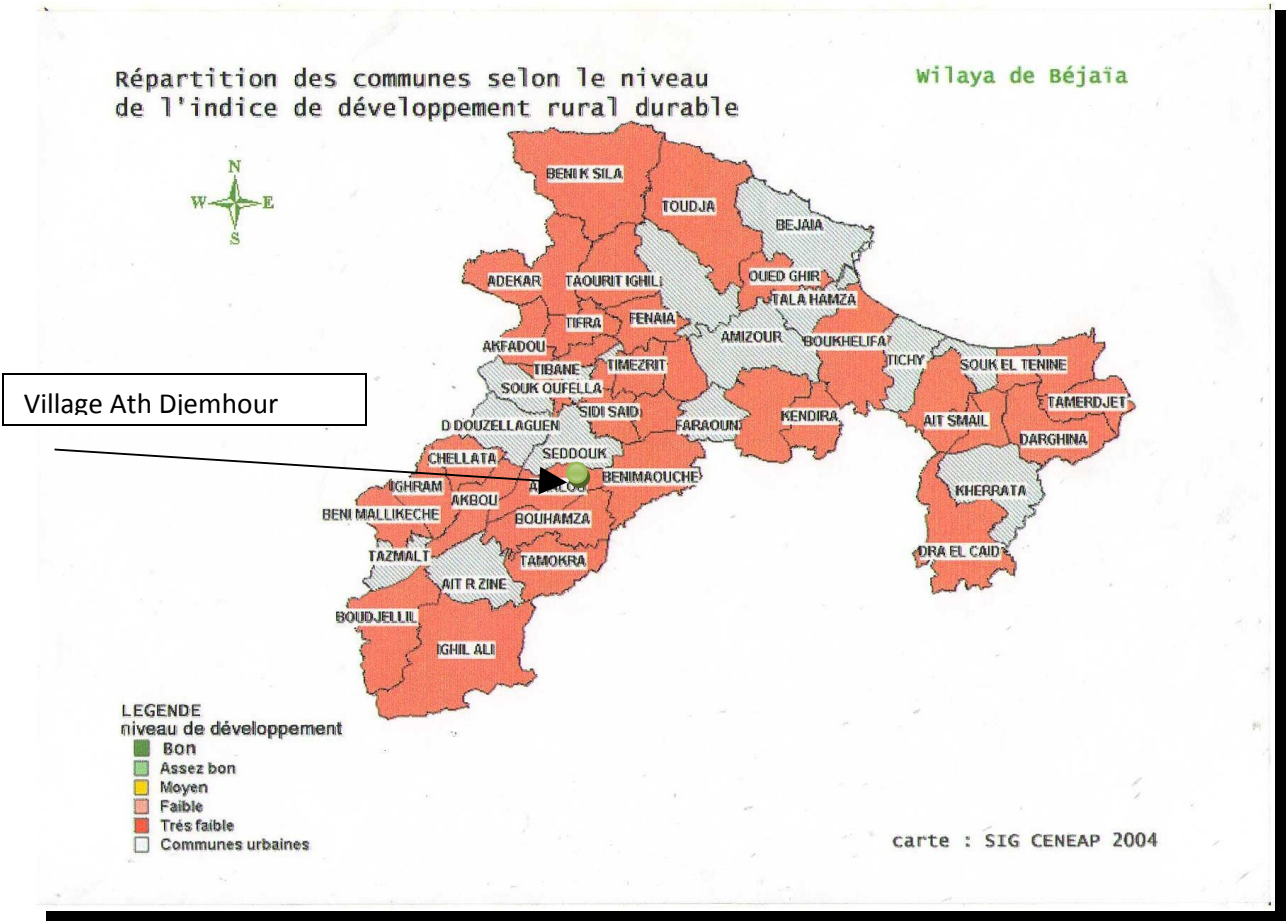 Répartition des communes selon le niveau
de l'indice de développement rural durable
Wilaya de Béjaïa
N
W E
S
BENI K SILA
TOUDJA
BEJAIA
ADEKAR
TAOURIT IGHIL
OUED GHIR
TALA HAMZA
TIFRA
FENAIA
AMIZOUR
BOUKHELIFA
AKFADOU
TICHY
TIBANE
TIMEZRIT
SOUK EL TENINE
SOUK OUFELLA
Village Ath Djemhour
SIDI SAID
KENDIRA
TAMERDJET
D DOUZELLAGUEN
FARAOUN
AIT SMAIL
DARGHINA
SEDDOUK
CHELLATA
BENIMAOUCHE
IGHRAM
AKBOU
KHERRATA
BENI MALLIKECHE
BOUHAMZA
TAZMALT
TAMOKRA
DRA EL CAID
AIT R ZINE
BOUDJELLIL
IGHIL ALI
LEGENDE
niveau de développement
Bon
Assez bon
Moyen
Faible
Trés faible
Communes urbaines
carte : SIG CENEAP 2004